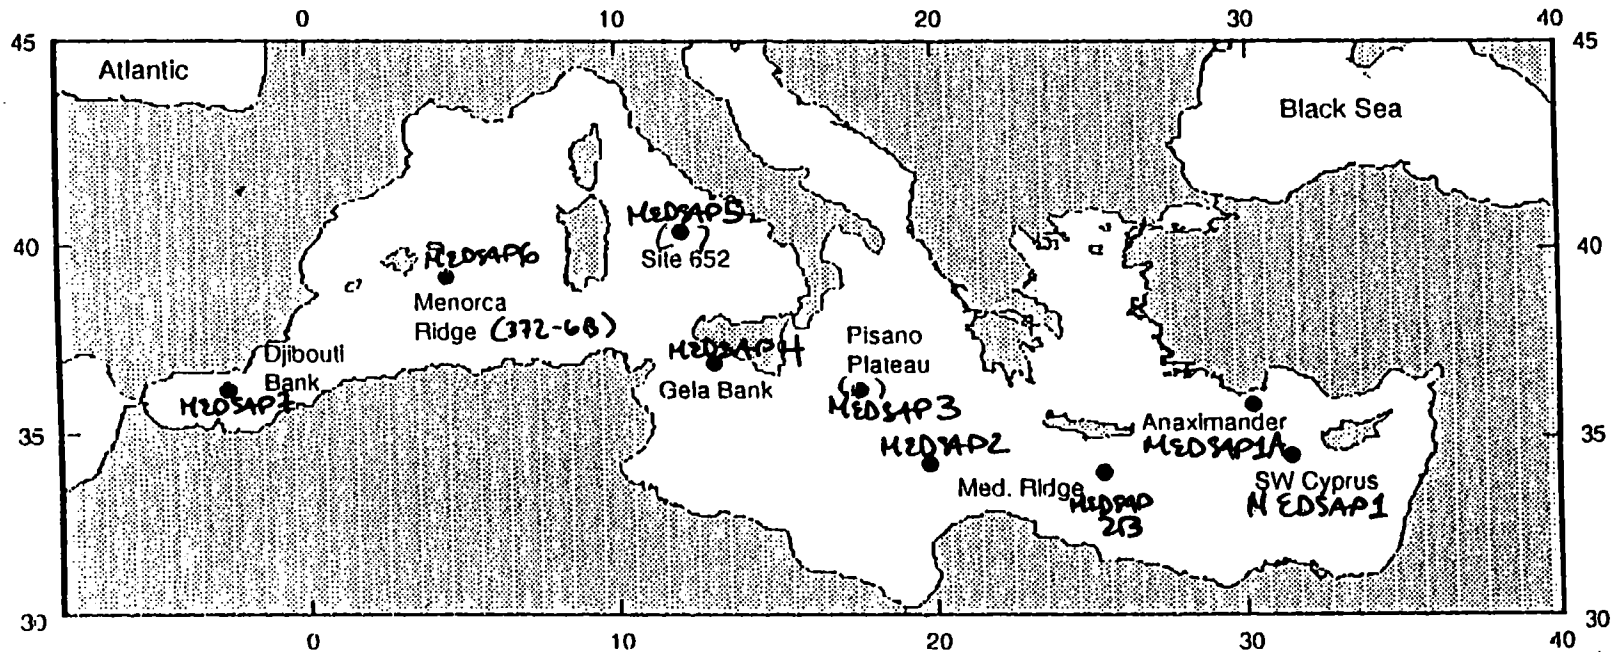 0 10 20 30 40
45 45
Atlantic
Black Sea
MEDSAP5
40 40
( )
Site 652
MEDSAP6
Menorca
Ridge (372-6B)
Pisano
Plateau
Djibouti
Bank
MEDSAP4
Gela Bank
( )
MEDSAP7
MEDSAP3
Anaximander
35 35
MEDSAP2
MEDSAP1A
Med. Ridge
SW Cyprus
MEDSAP
2B
MEDSAP1
30 30
0 10 20 30 40